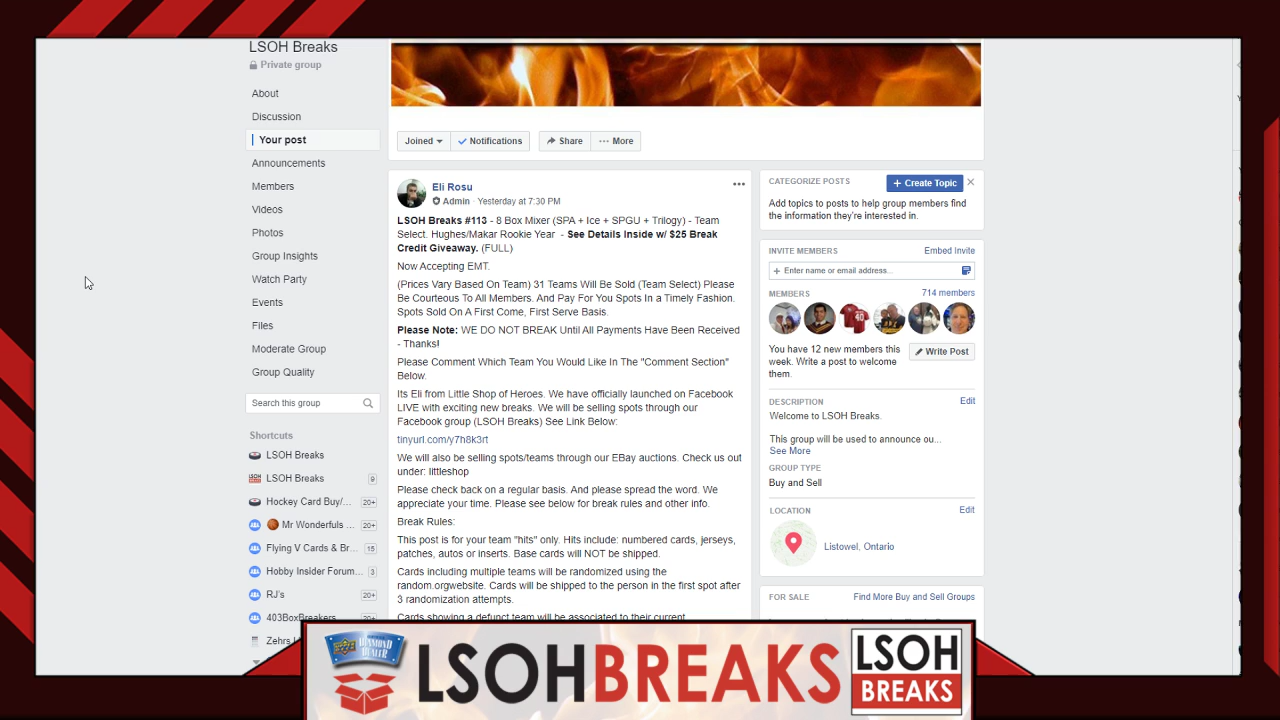 LSOH Breaks
Private group
About
Discussion
Your post
Announcements
Members
Videos
Photos
Group Insights
Watch Party
Events
Files
Moderate Group
Group Quality
Search this group
Shortcuts
LSOH Breaks
LSOH Breaks 9
Hockey Card Buy/... 20+
Mr Wonderfuls ... 20+
Flying V Cards & Br... 15
Hobby Insider Forum... 3
RJ's 20+
403BoxBreakers 20+
Zehrs
Joined Notifications Share More
Eli Rosu
Admin · Yesterday at 7:30 PM
LSOH Breaks #113 - 8 Box Mixer (SPA + Ice + SPGU + Trilogy) - Team
Select. Hughes/Makar Rookie Year - See Details Inside w/ $25 Break
Credit Giveaway. (FULL)
Now Accepting EMT.
(Prices Vary Based On Team) 31 Teams Will Be Sold (Team Select) Please
Be Courteous To All Members. And Pay For You Spots In a Timely Fashion.
Spots Sold On A First Come, First Serve Basis.
Please Note: WE DO NOT BREAK Until All Payments Have Been Received
- Thanks!
Please Comment Which Team You Would Like In The "Comment Section"
Below.
Its Eli from Little Shop of Heroes. We have officially launched on Facebook
LIVE with exciting new breaks. We will be selling spots through our
Facebook group (LSOH Breaks) See Link Below:
tinyurl.com/y7h8k3rt
We will also be selling spots/teams through our EBay auctions. Check us out
under: littleshop
Please check back on a regular basis. And please spread the word. We
appreciate your time. Please see below for break rules and other info.
Break Rules:
This post is for your team "hits" only. Hits include: numbered cards, jerseys,
patches, autos or inserts. Base cards will NOT be shipped.
Cards including multiple teams will be randomized using the
random.orgwebsite. Cards will be shipped to the person in the first spot after
3 randomization attempts.
Cards showing a defunct team will be associated to their current
CATEGORIZE POSTS + Create Topic
Add topics to posts to help group members find
the information they're interested in.
INVITE MEMBERS Embed Invite
+ Enter name or email address...
MEMBERS 714 members
You have 12 new members this
week. Write a post to welcome
them.
Write Post
DESCRIPTION Edit
Welcome to LSOH Breaks.
This group will be used to announce ou...
See More
GROUP TYPE
Buy and Sell
LOCATION Edit
Listowel, Ontario
FOR SALE Find More Buy and Sell Groups
UPPER DECK DIAMOND DEALER
LSOHBREAKS
LSOH
BREAKS